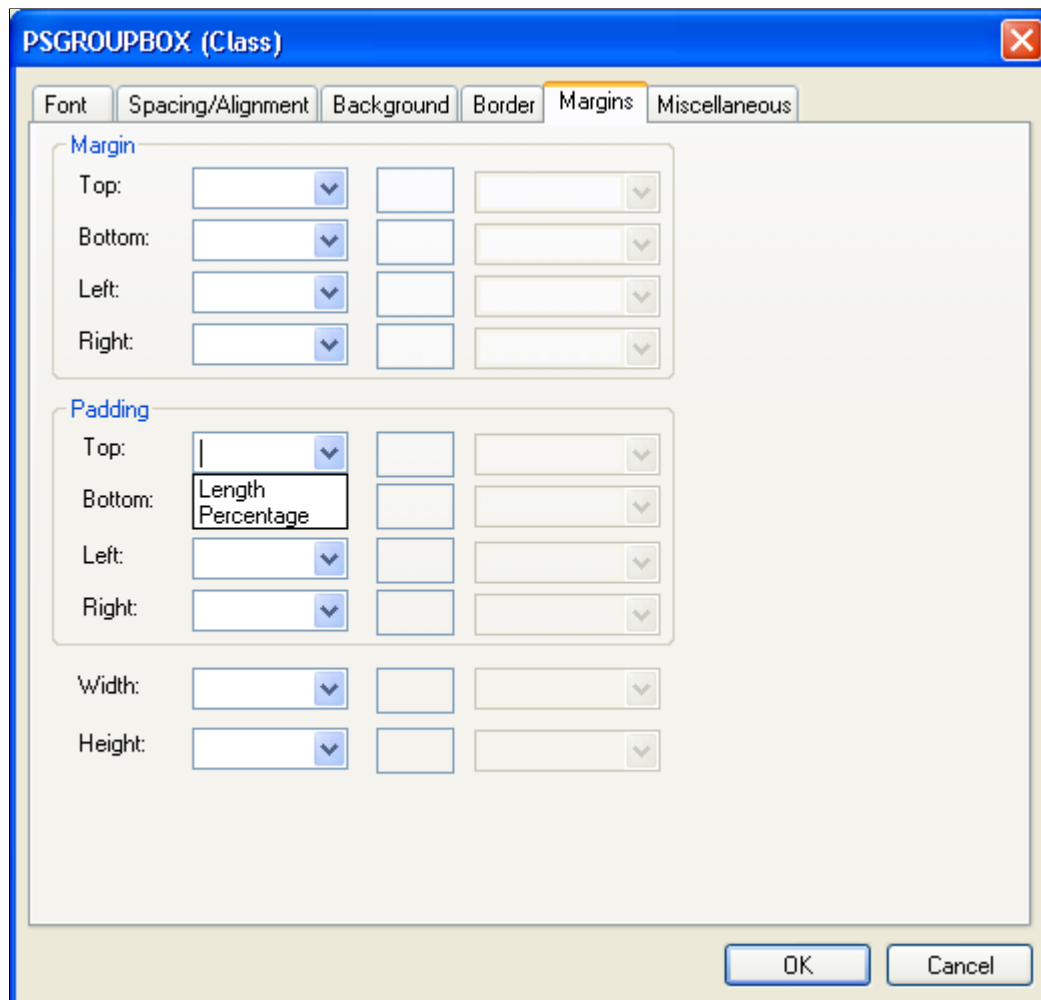 PSGROUPBOX (Class)
Font Spacing/Alignment Background Border Margins Miscellaneous
Margin
Top:
Bottom:
Left:
Right:
Padding
Top:
Length
Bottom:
Percentage
Left:
Right:
Width:
Height:
OK Cancel